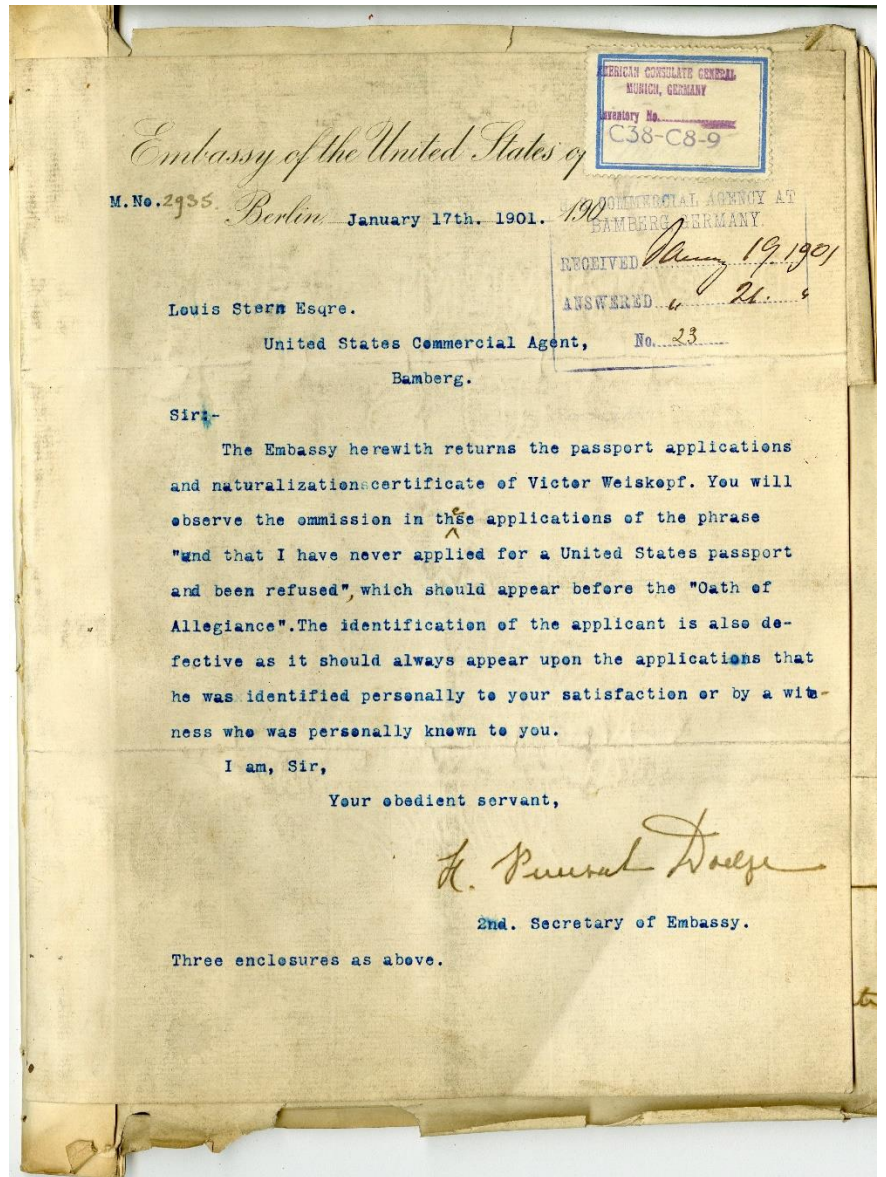 AMERICAN CONSULATE GENERAL
MUNICH, GERMANY
Inventory No.
C38-C8-9
Embassy of the United States of
M.No. 2935.
Berlin, January 17th. 1901. 190
COMMERCIAL AGENCY AT
BAMBERG GERMANY.
RECEIVED 19. 1901
ANSWERED " 21. "
No. 23
Louis Stern Esqre.
United States Commercial Agent,
Bamberg.
Sir:-
The Embassy herewith returns the passport applications
and naturalization certificate of Victor Weiskopf. You will
observe the ommission in these applications of the phrase
"and that I have never applied for a United States passport
and been refused", which should appear before the "Oath of
Allegiance".The identification of the applicant is also de-
fective as it should always appear upon the applications that
he was identified personally to your satisfaction or by a wit-
ness who was personally known to you.
I am, Sir,
Your obedient servant,
H. Dodge
2nd. Secretary of Embassy.
Three enclosures as above.